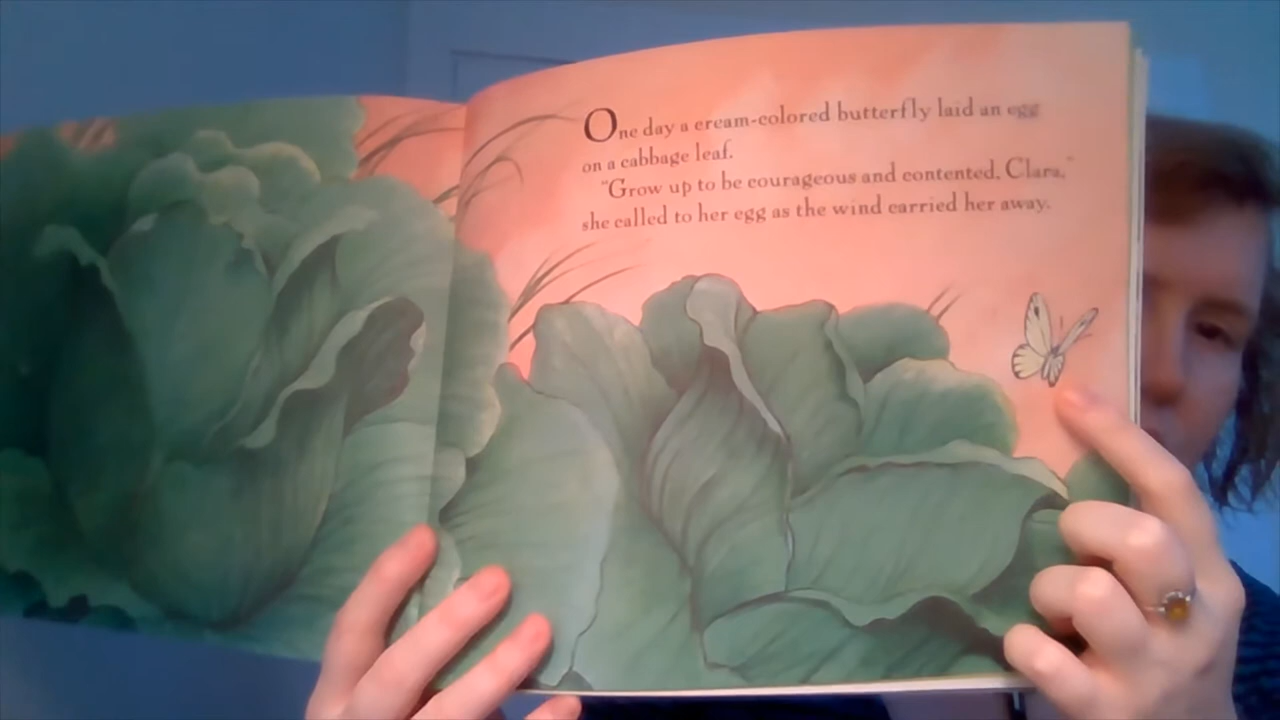 One day a cream-colored butterfly laid an egg
on a cabbage leaf.
"Grow up to be courageous and contented, Clara,"
she called to her egg as the wind carried her away.